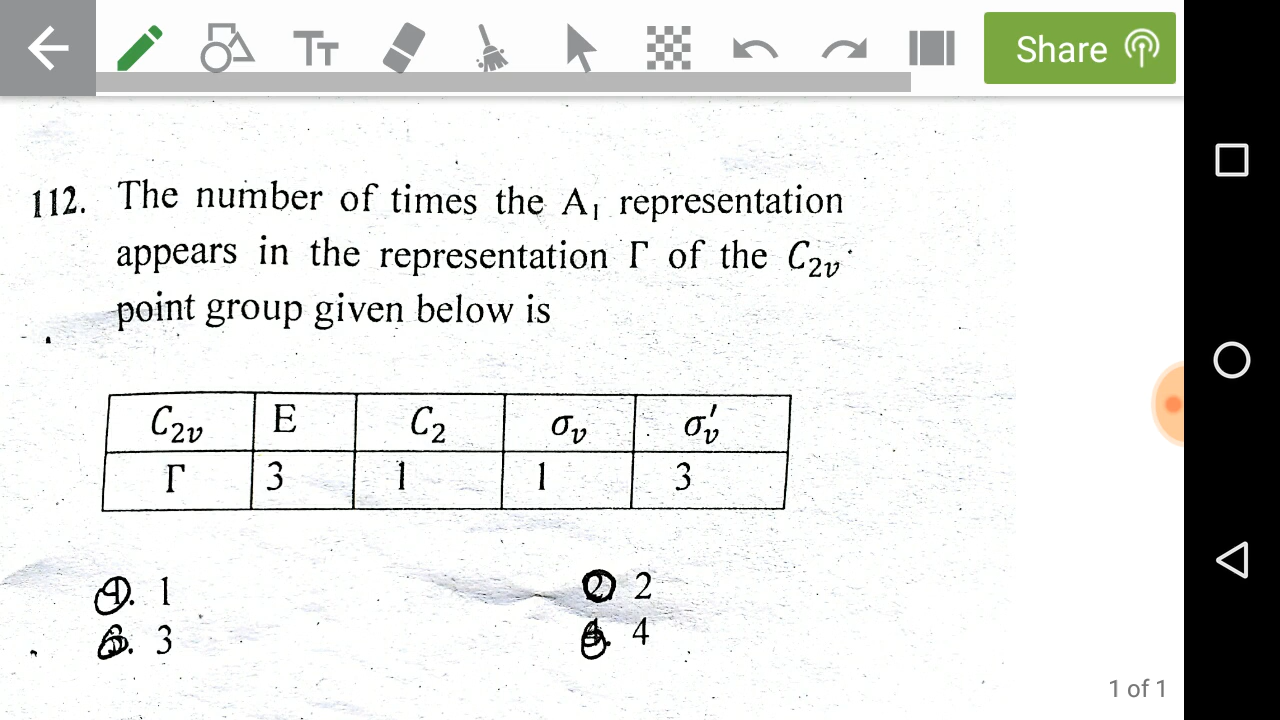 Share
112. The number of times the A₁ representation
appears in the representation Γ of the C₂ᵥ
point group given below is
C₂ᵥ E C₂ σᵥ σᵥ′
Γ 3 1 1 3
1. 1 2. 2
3. 3 4. 4
1 of 1